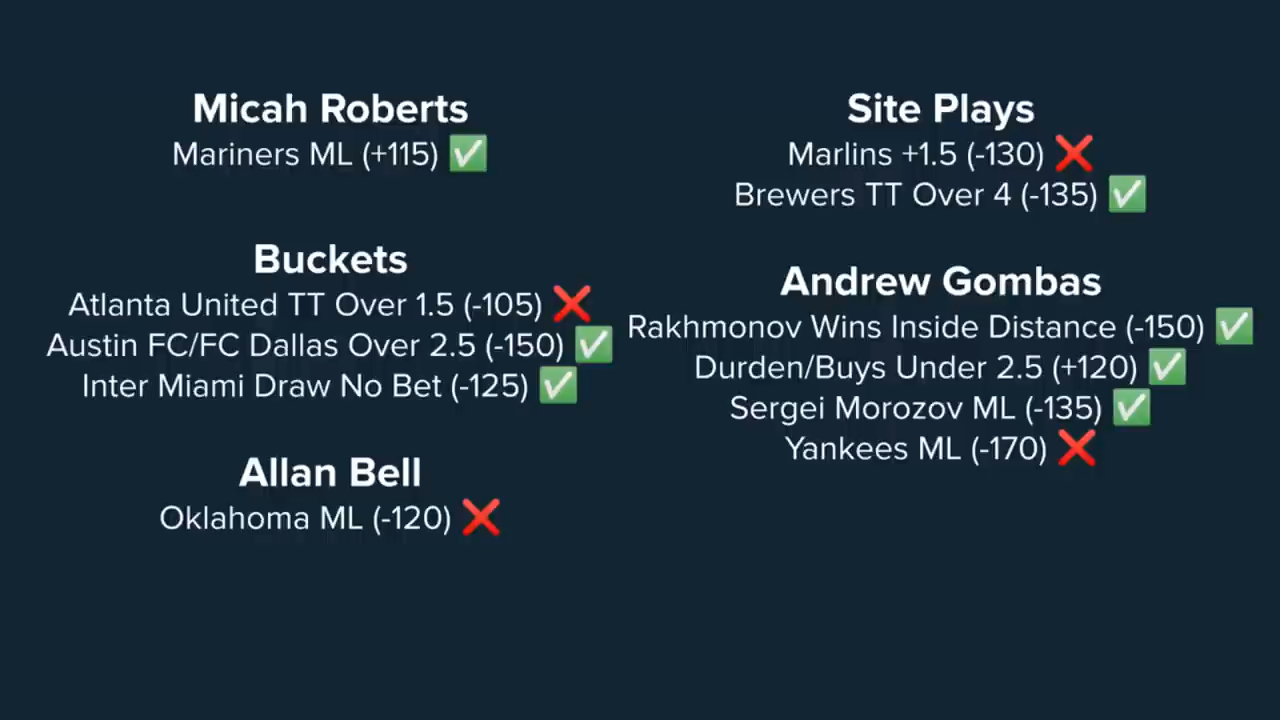 Micah Roberts
Mariners ML (+115) ✅
Buckets
Atlanta United TT Over 1.5 (-105) ❌
Austin FC/FC Dallas Over 2.5 (-150) ✅
Inter Miami Draw No Bet (-125) ✅
Allan Bell
Oklahoma ML (-120) ❌
Site Plays
Marlins +1.5 (-130) ❌
Brewers TT Over 4 (-135) ✅
Andrew Gombas
Rakhmonov Wins Inside Distance (-150) ✅
Durden/Buys Under 2.5 (+120) ✅
Sergei Morozov ML (-135) ✅
Yankees ML (-170) ❌